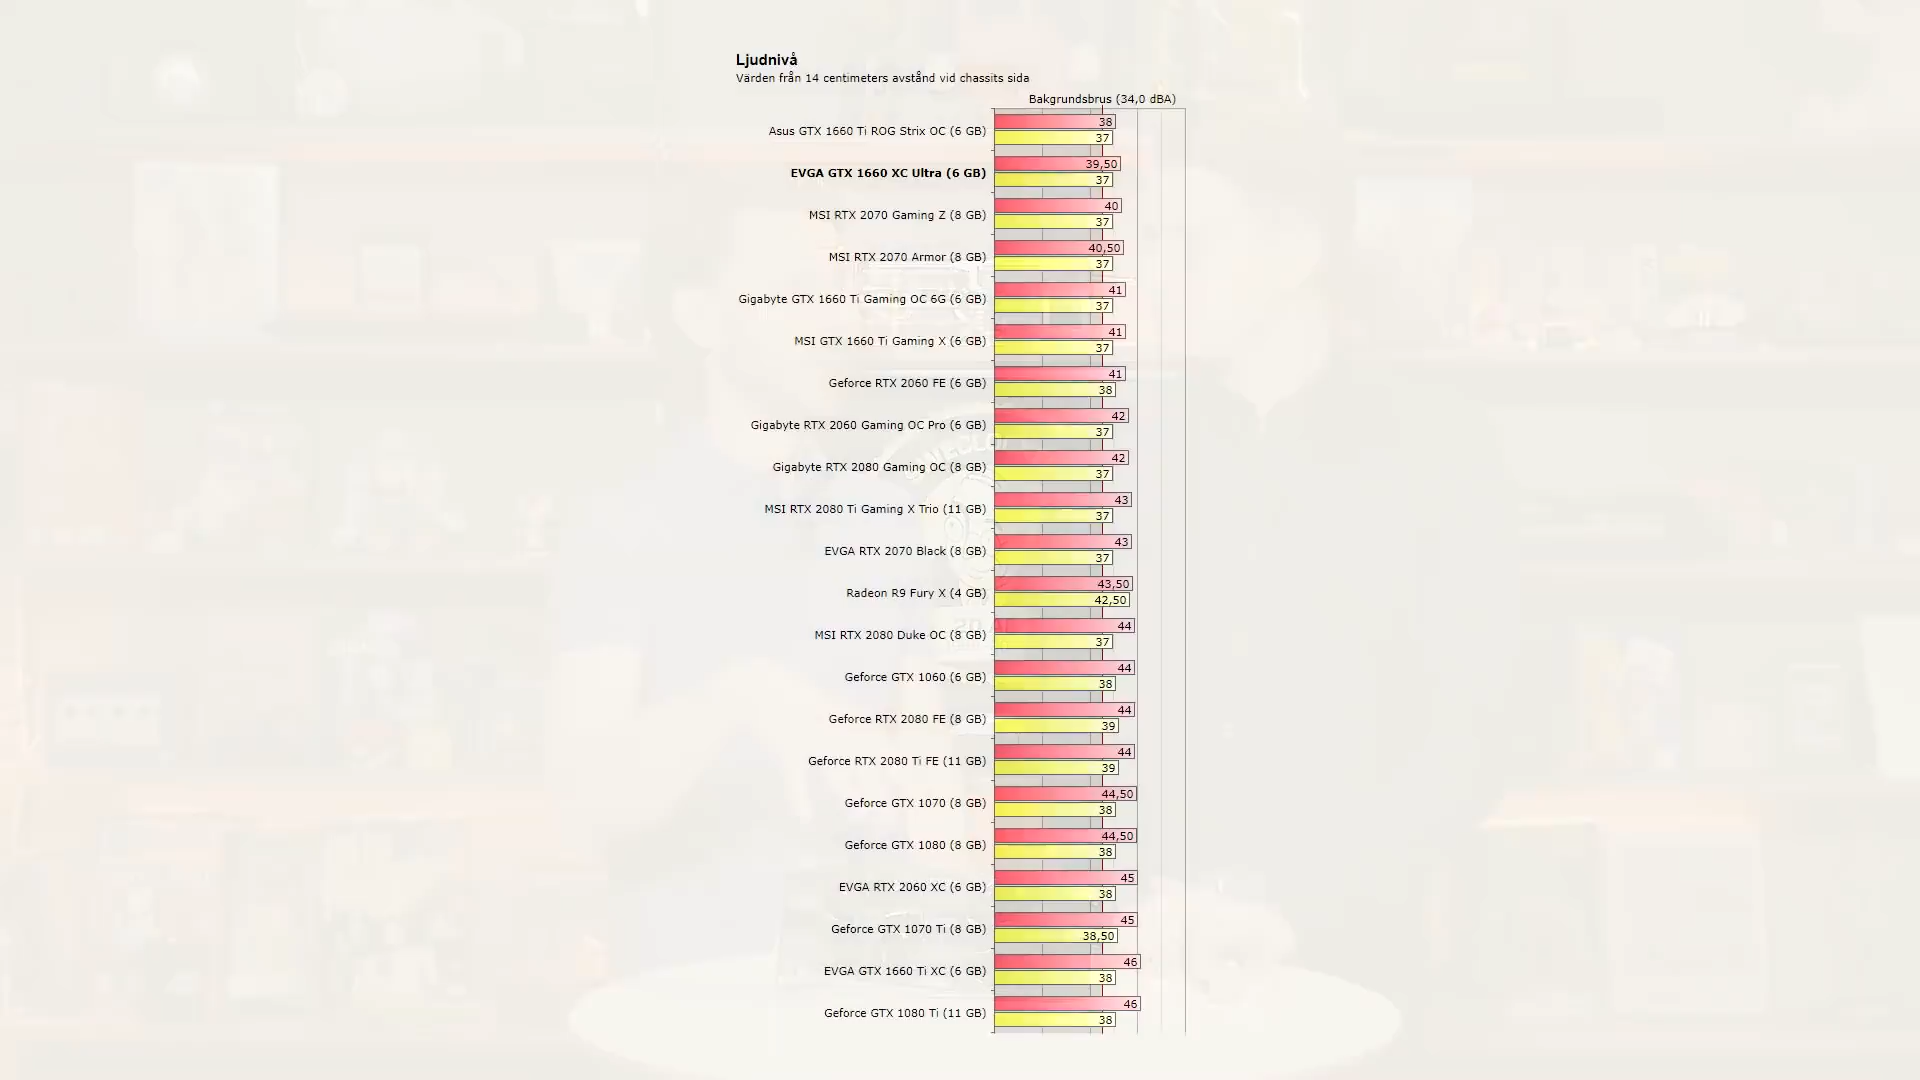 Ljudnivå
Värden från 14 centimeters avstånd vid chassits sida
Bakgrundsbrus (34,0 dBA)
Asus GTX 1660 Ti ROG Strix OC (6 GB) 38
37
EVGA GTX 1660 XC Ultra (6 GB) 39,50
37
MSI RTX 2070 Gaming Z (8 GB) 40
37
MSI RTX 2070 Armor (8 GB) 40,50
37
Gigabyte GTX 1660 Ti Gaming OC 6G (6 GB) 41
37
MSI GTX 1660 Ti Gaming X (6 GB) 41
37
Geforce RTX 2060 FE (6 GB) 41
38
Gigabyte RTX 2060 Gaming OC Pro (6 GB) 42
37
Gigabyte RTX 2080 Gaming OC (8 GB) 42
37
MSI RTX 2080 Ti Gaming X Trio (11 GB) 43
37
EVGA RTX 2070 Black (8 GB) 43
37
Radeon R9 Fury X (4 GB) 43,50
42,50
MSI RTX 2080 Duke OC (8 GB) 44
37
Geforce GTX 1060 (6 GB) 44
38
Geforce RTX 2080 FE (8 GB) 44
39
Geforce RTX 2080 Ti FE (11 GB) 44
39
Geforce GTX 1070 (8 GB) 44,50
38
Geforce GTX 1080 (8 GB) 44,50
38
EVGA RTX 2060 XC (6 GB) 45
38
Geforce GTX 1070 Ti (8 GB) 45
38,50
EVGA GTX 1660 Ti XC (6 GB) 46
38
Geforce GTX 1080 Ti (11 GB) 46
38